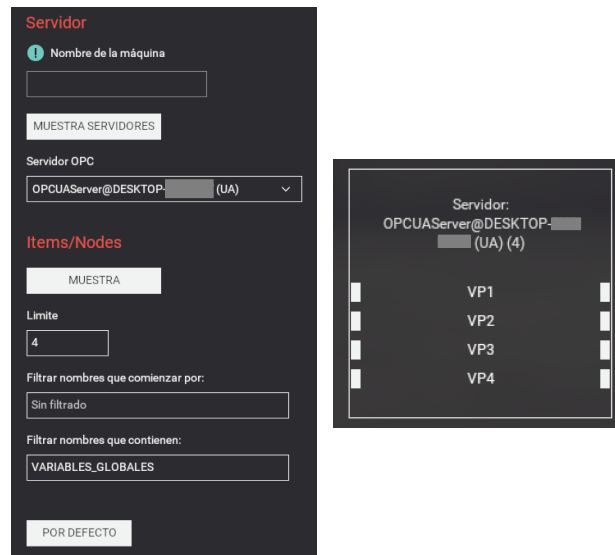 Servidor
! Nombre de la máquina
MUESTRA SERVIDORES
Servidor OPC
OPCUAServer@DESKTOP- (UA)
Items/Nodes
MUESTRA
Limite
4
Filtrar nombres que comienzar por:
Sin filtrado
Filtrar nombres que contienen:
VARIABLES_GLOBALES
POR DEFECTO
Servidor:
OPCUAServer@DESKTOP-
(UA) (4)
VP1
VP2
VP3
VP4